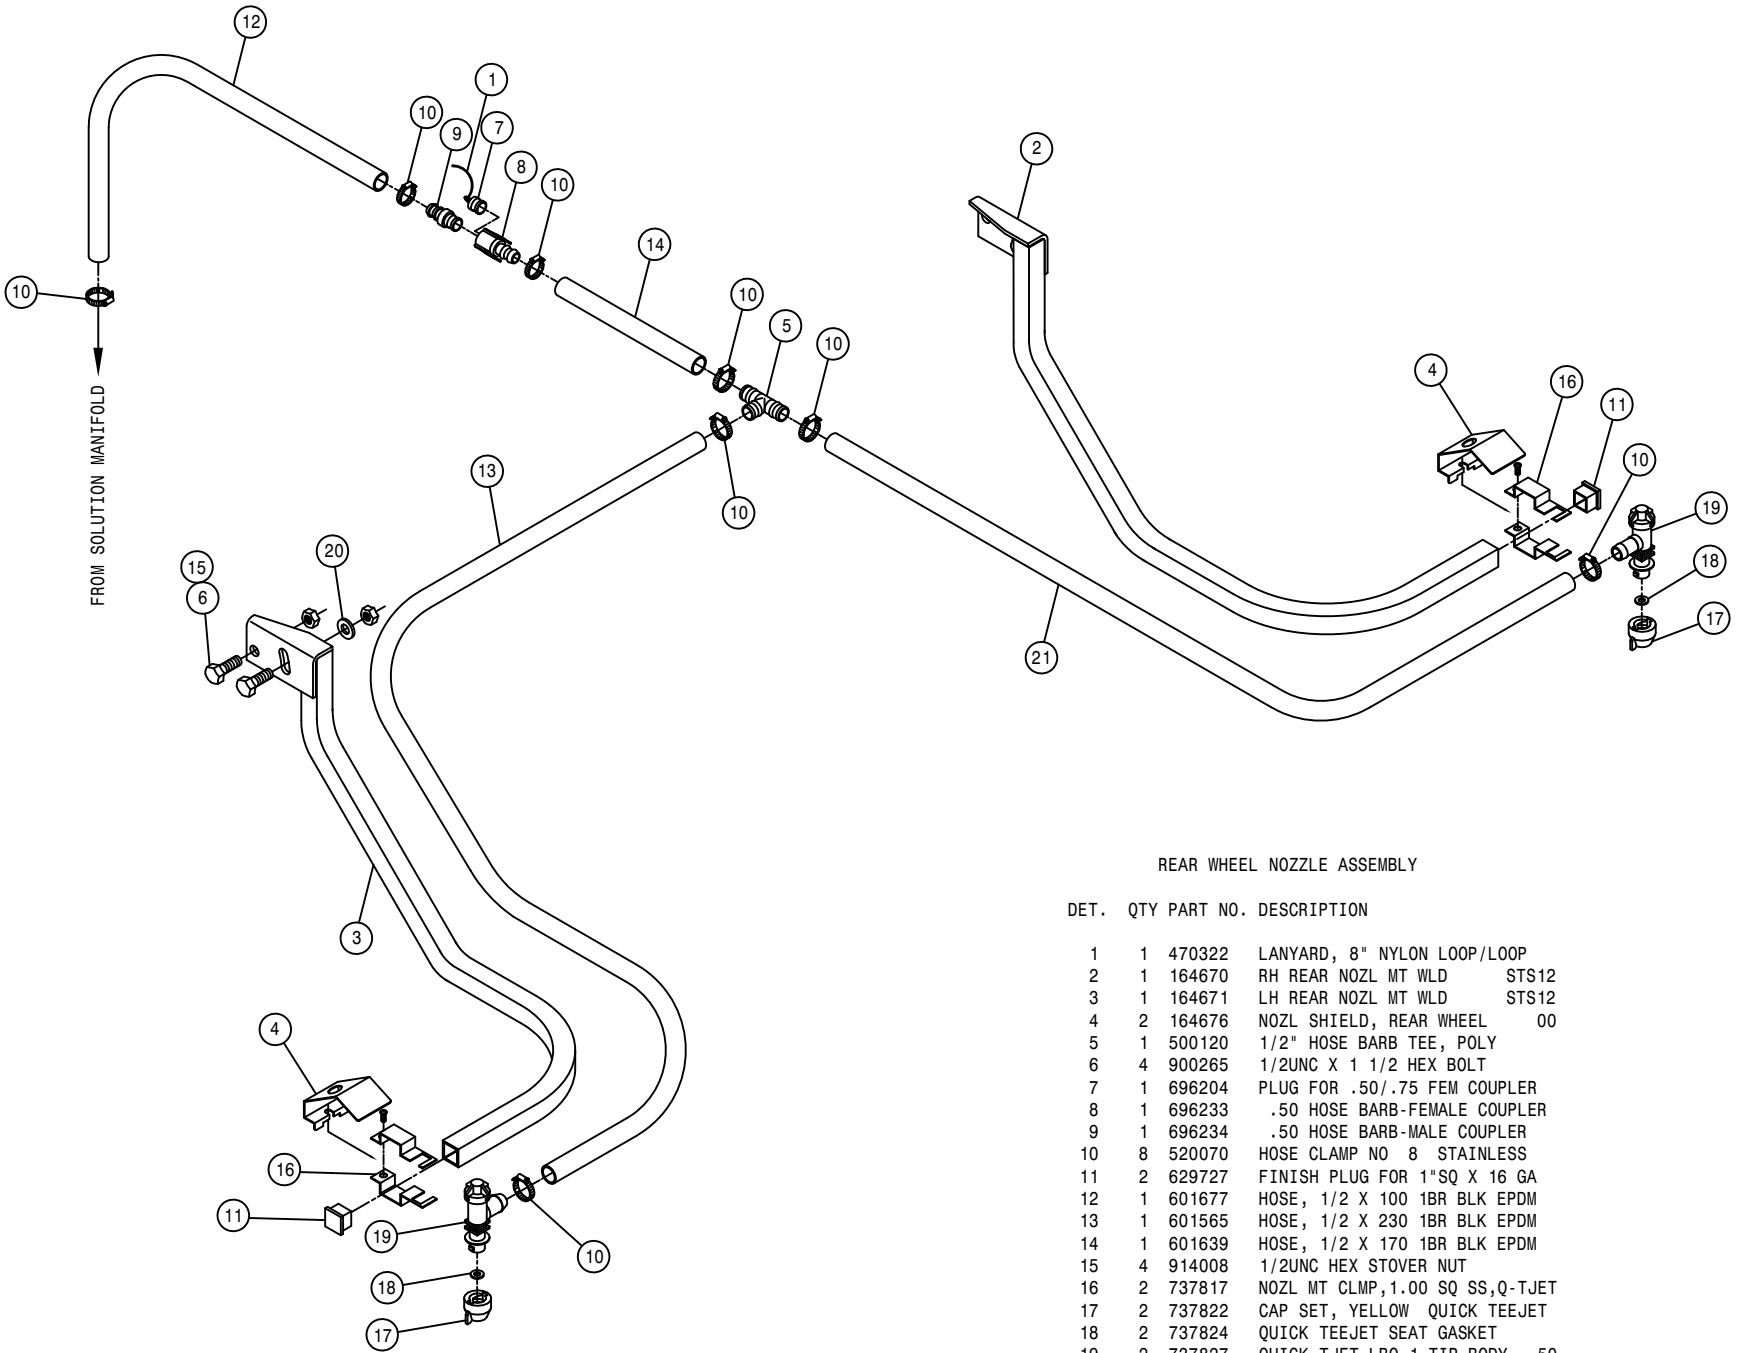 12
1
10
9
7
8
10
2
14
10
10
5
10
4
16
11
10
13
19
10
20
15
6
18
17
21
FROM SOLUTION MANIFOLD
3
4
16
11
19
10
18
17
REAR WHEEL NOZZLE ASSEMBLY
DET. QTY PART NO. DESCRIPTION
1 1 470322 LANYARD, 8" NYLON LOOP/LOOP
2 1 164670 RH REAR NOZL MT WLD STS12
3 1 164671 LH REAR NOZL MT WLD STS12
4 2 164676 NOZL SHIELD, REAR WHEEL 00
5 1 500120 1/2" HOSE BARB TEE, POLY
6 4 900265 1/2UNC X 1 1/2 HEX BOLT
7 1 696204 PLUG FOR .50/.75 FEM COUPLER
8 1 696233 .50 HOSE BARB-FEMALE COUPLER
9 1 696234 .50 HOSE BARB-MALE COUPLER
10 8 520070 HOSE CLAMP NO 8 STAINLESS
11 2 629727 FINISH PLUG FOR 1"SQ X 16 GA
12 1 601677 HOSE, 1/2 X 100 1BR BLK EPDM
13 1 601565 HOSE, 1/2 X 230 1BR BLK EPDM
14 1 601639 HOSE, 1/2 X 170 1BR BLK EPDM
15 4 914008 1/2UNC HEX STOVER NUT
16 2 737817 NOZL MT CLMP,1.00 SQ SS,Q-TJET
17 2 737822 CAP SET, YELLOW QUICK TEEJET
18 2 737824 QUICK TEEJET SEAT GASKET